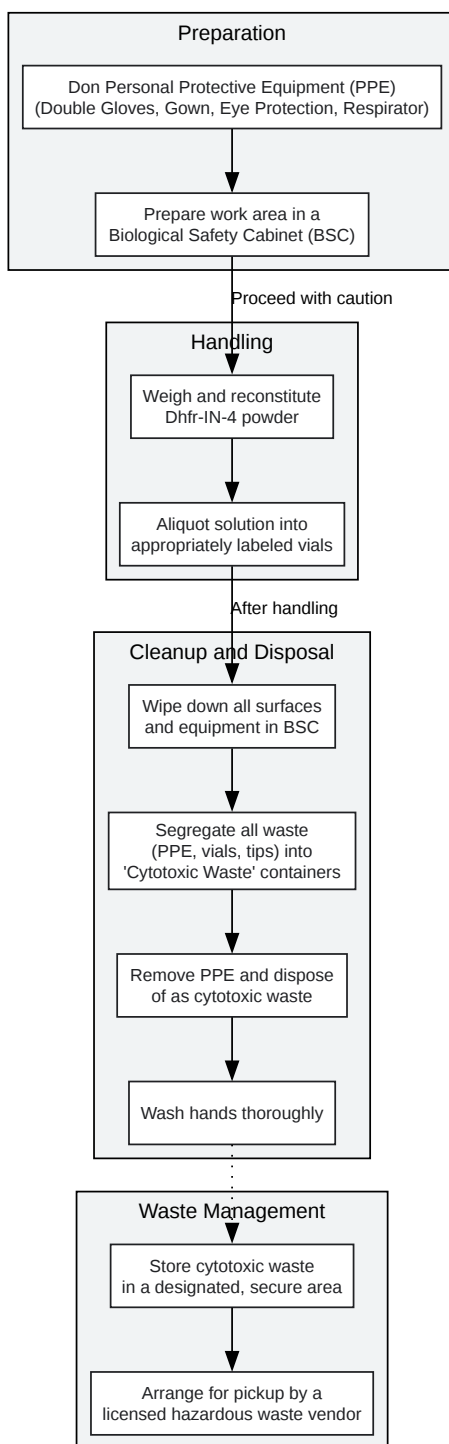 Preparation
Don Personal Protective Equipment (PPE)
(Double Gloves, Gown, Eye Protection, Respirator)
Prepare work area in a
Biological Safety Cabinet (BSC)
Proceed with caution
Handling
Weigh and reconstitute
Dhfr-IN-4 powder
Aliquot solution into
appropriately labeled vials
After handling
Cleanup and Disposal
Wipe down all surfaces
and equipment in BSC
Segregate all waste
(PPE, vials, tips) into
'Cytotoxic Waste' containers
Remove PPE and dispose
of as cytotoxic waste
Wash hands thoroughly
Waste Management
Store cytotoxic waste
in a designated, secure area
Arrange for pickup by a
licensed hazardous waste vendor